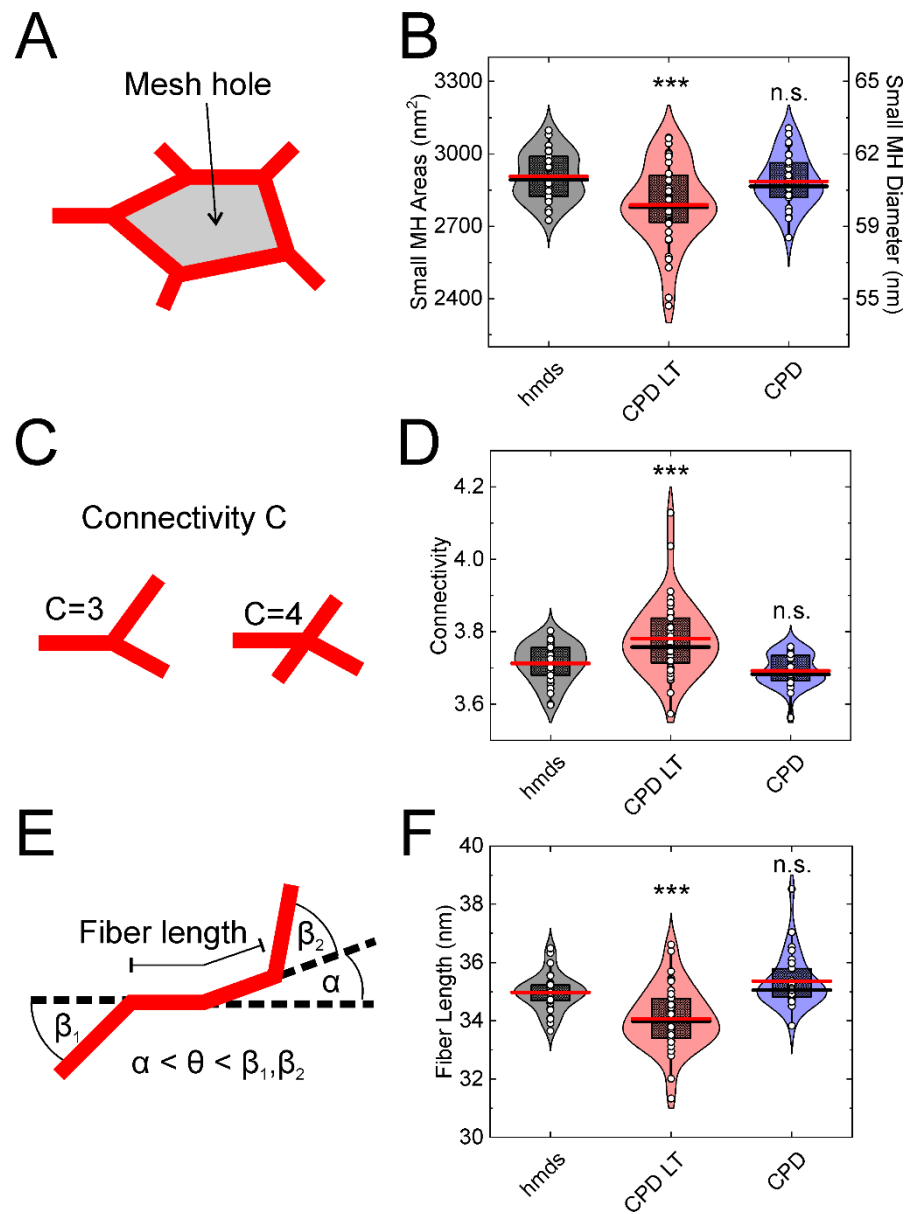 A
Mesh hole
B
Small MH Areas (nm²)
3300
3000
2700
2400
***
n.s.
65
62
59
55
Small MH Diameter (nm)
hmds
CPD LT
CPD
C
Connectivity C
C=3
C=4
D
Connectivity
4.2
4.0
3.8
3.6
***
n.s.
hmds
CPD LT
CPD
E
Fiber length
β₂
α
β₁
α < θ < β₁,β₂
F
Fiber Length (nm)
40
38
36
34
32
30
***
n.s.
hmds
CPD LT
CPD